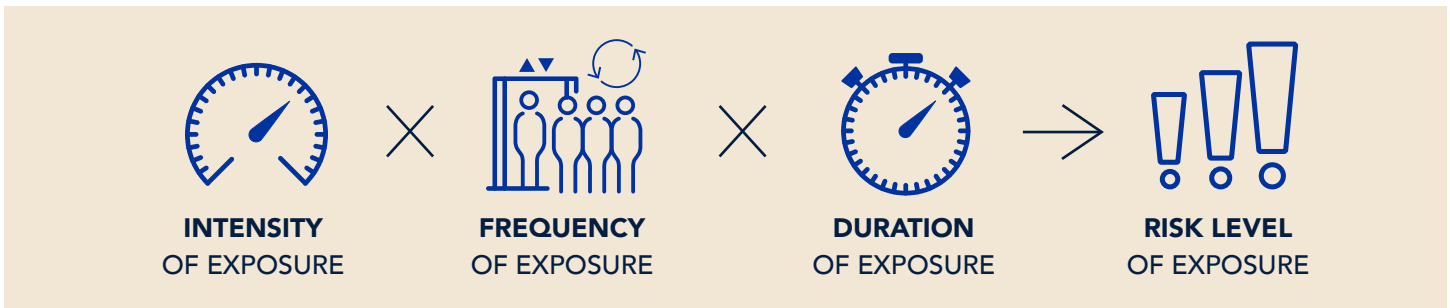 INTENSITY
OF EXPOSURE
FREQUENCY
OF EXPOSURE
DURATION
OF EXPOSURE
RISK LEVEL
OF EXPOSURE